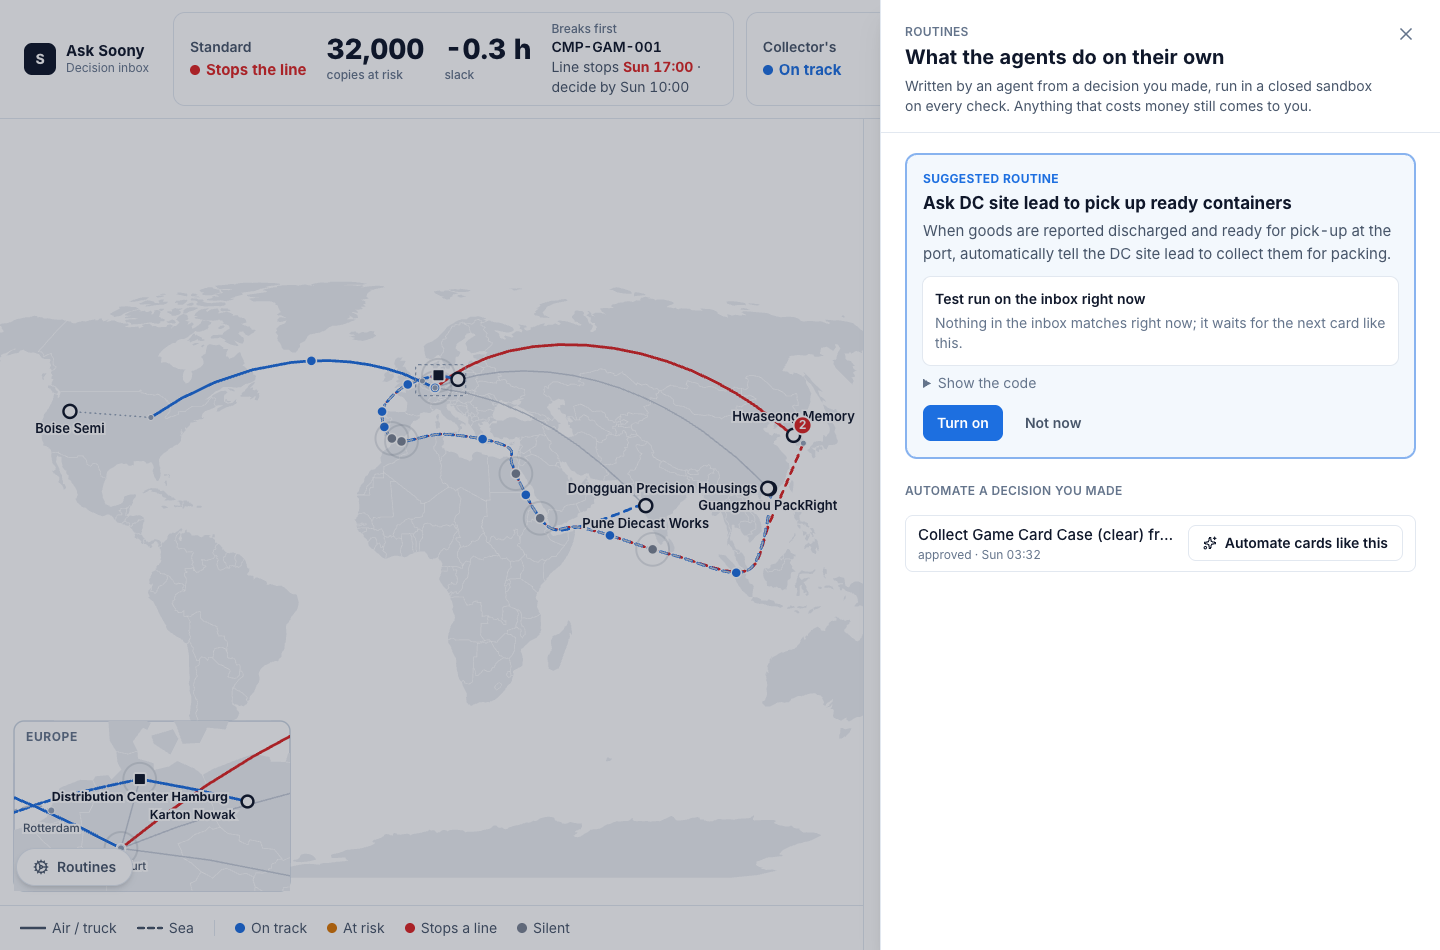 S
Ask Soony
Decision inbox
Standard
Stops the line
32,000
copies at risk
-0.3 h
slack
Breaks first
CMP-GAM-001
Line stops Sun 17:00 ·
decide by Sun 10:00
Collector's
On track
Boise Semi
Hwaseong Memory
2
Dongguan Precision Housings
Guangzhou PackRight
Pune Diecast Works
EUROPE
Distribution Center Hamburg
Karton Nowak
Rotterdam
urt
Routines
Air / truck
Sea
On track
At risk
Stops a line
Silent
ROUTINES
What the agents do on their own
Written by an agent from a decision you made, run in a closed sandbox
on every check. Anything that costs money still comes to you.
SUGGESTED ROUTINE
Ask DC site lead to pick up ready containers
When goods are reported discharged and ready for pick-up at the
port, automatically tell the DC site lead to collect them for packing.
Test run on the inbox right now
Nothing in the inbox matches right now; it waits for the next card like
this.
Show the code
Turn on
Not now
AUTOMATE A DECISION YOU MADE
Collect Game Card Case (clear) fr...
approved · Sun 03:32
Automate cards like this